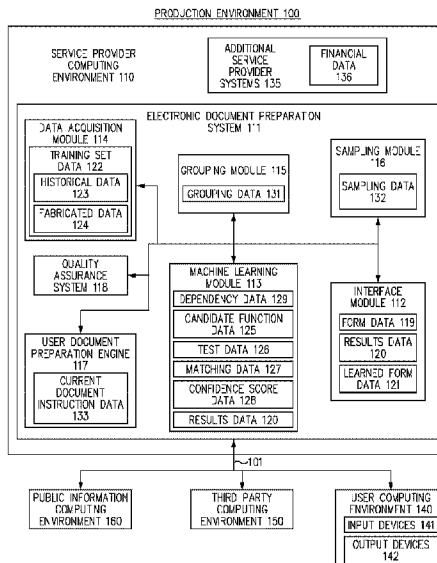 PRODUCTION ENVIRONMENT 100
SERVICE PROVIDER
COMPUTING
ENVIRONMENT 110
ADDITIONAL
SERVICE
PROVIDER
SYSTEMS 135
FINANCIAL
DATA
136
ELECTRONIC DOCUMENT PREPARATION
SYSTEM 111
DATA ACQUISITION
MODULE 114
TRAINING SET
DATA 122
HISTORICAL DATA
123
FABRICATED DATA
124
GROUPING MODULE 115
GROUPING DATA 131
SAMPLING MODULE
116
SAMPLING DATA
132
QUALITY
ASSURANCE
SYSTEM 118
MACHINE LEARNING
MODULE 113
DEPENDENCY DATA 129
CANDIDATE FUNCTION
DATA 125
TEST DATA 126
MATCHING DATA 127
CONFIDENCE SCORE
DATA 128
RESULTS DATA 120
INTERFACE
MODULE 112
FORM DATA 119
RESULTS DATA
120
LEARNED FORM
DATA 121
USER DOCUMENT
PREPARATION ENGINE
117
CURRENT
DOCUMENT
INSTRUCTION DATA
133
101
PUBLIC INFORMATION
COMPUTING
ENVIRONMENT 160
THIRD PARTY
COMPUTING
ENVIRONMENT 150
USER COMPUTING
ENVIRONMENT 140
INPUT DEVICES 141
OUTPUT DEVICES
142